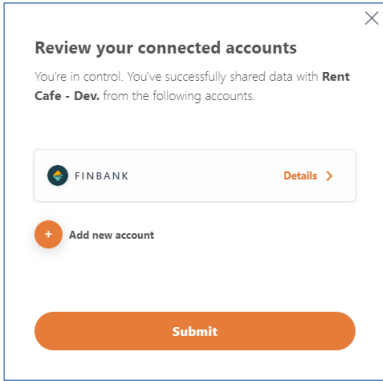 Review your connected accounts
You're in control. You've successfully shared data with Rent
Cafe - Dev. from the following accounts.
FINBANK Details
Add new account
Submit